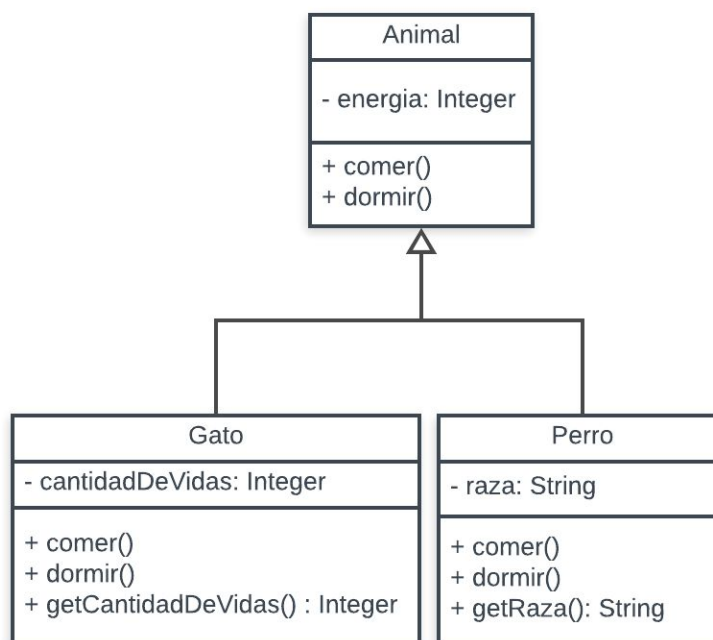 Animal
- energia: Integer
+ comer()
+ dormir()
Gato
- cantidadDeVidas: Integer
+ comer()
+ dormir()
+ getCantidadDeVidas() : Integer
Perro
- raza: String
+ comer()
+ dormir()
+ getRaza(): String